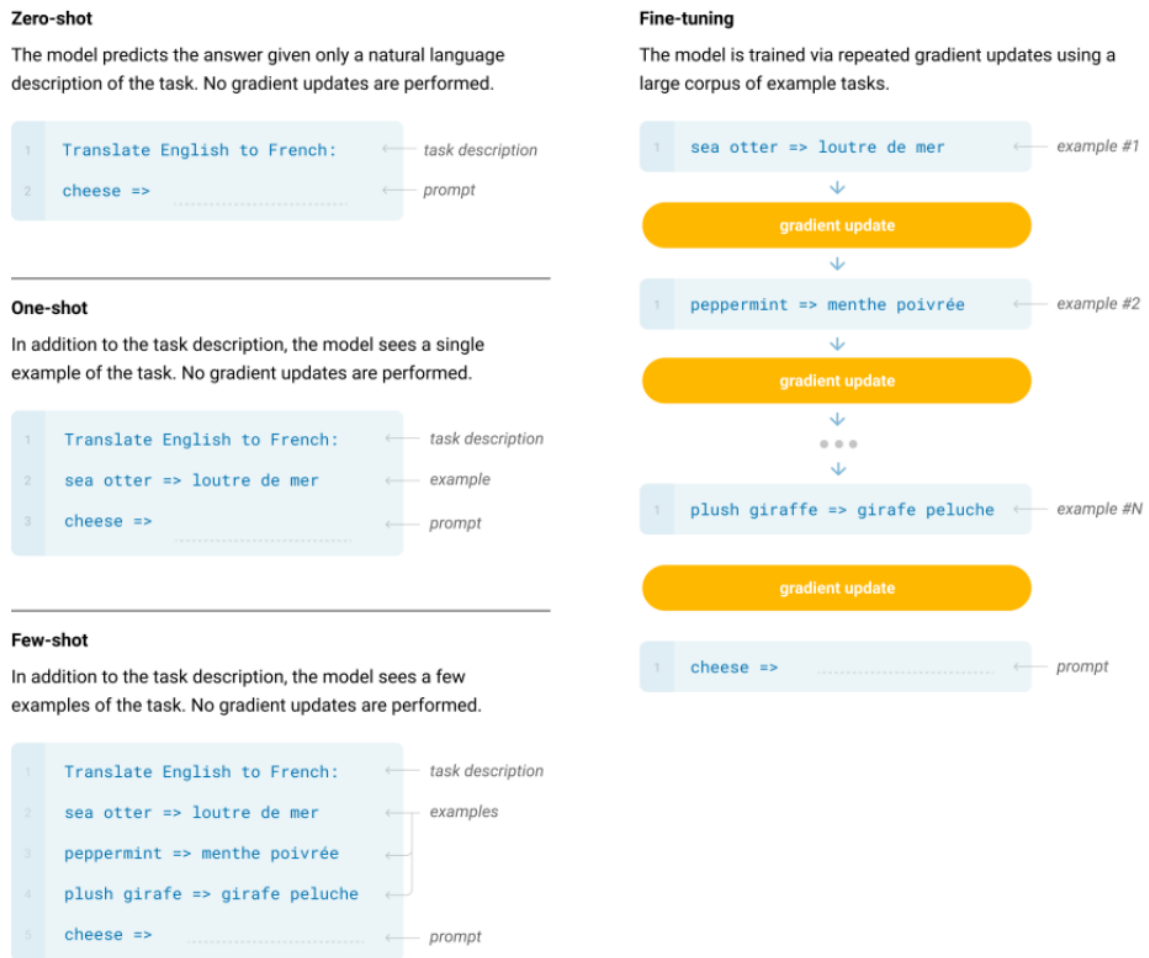 Zero-shot
The model predicts the answer given only a natural language
description of the task. No gradient updates are performed.
1 Translate English to French: task description
2 cheese => prompt
One-shot
In addition to the task description, the model sees a single
example of the task. No gradient updates are performed.
1 Translate English to French: task description
2 sea otter => loutre de mer example
3 cheese => prompt
Few-shot
In addition to the task description, the model sees a few
examples of the task. No gradient updates are performed.
1 Translate English to French: task description
2 sea otter => loutre de mer examples
3 peppermint => menthe poivrée
4 plush girafe => girafe peluche
5 cheese => prompt
Fine-tuning
The model is trained via repeated gradient updates using a
large corpus of example tasks.
1 sea otter => loutre de mer example #1
gradient update
1 peppermint => menthe poivrée example #2
gradient update
1 plush giraffe => girafe peluche example #N
gradient update
1 cheese => prompt